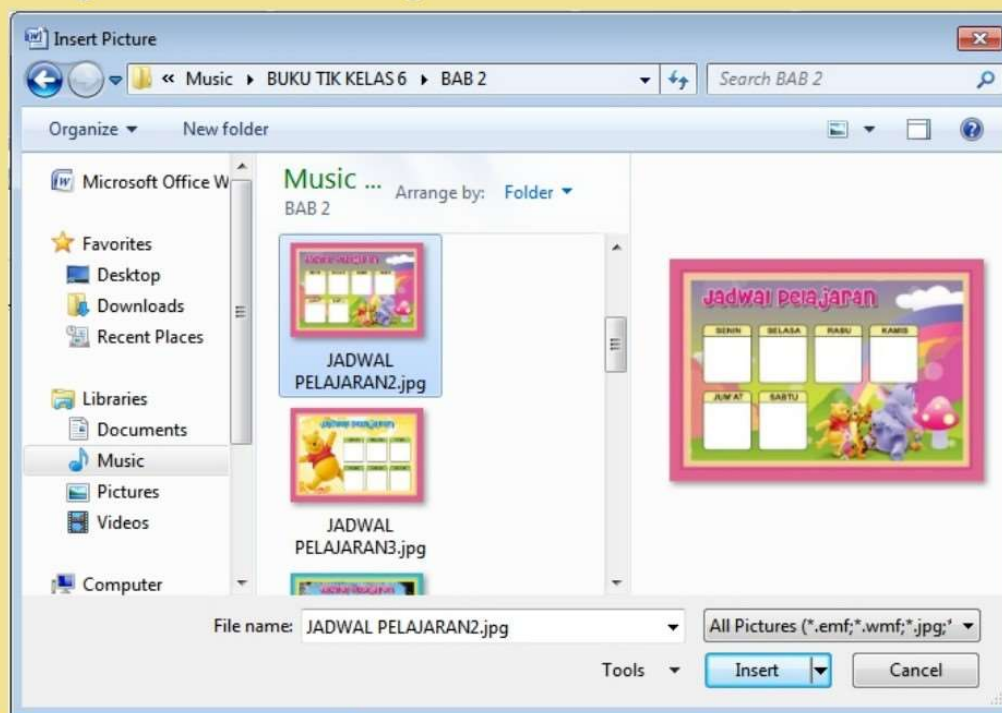 Insert Picture
« Music ▸ BUKU TIK KELAS 6 ▸ BAB 2
Search BAB 2
Organize
New folder
Microsoft Office W
Favorites
Desktop
Downloads
Recent Places
Libraries
Documents
Music
Pictures
Videos
Computer
Music ...
BAB 2
Arrange by: Folder
JADWAL
PELAJARAN2.jpg
JADWAL
PELAJARAN3.jpg
Jadwal Pelajaran
SENIN SELASA RABU KAMIS
JUM'AT SABTU
File name: JADWAL PELAJARAN2.jpg
All Pictures (*.emf;*.wmf;*.jpg;*
Tools Insert Cancel